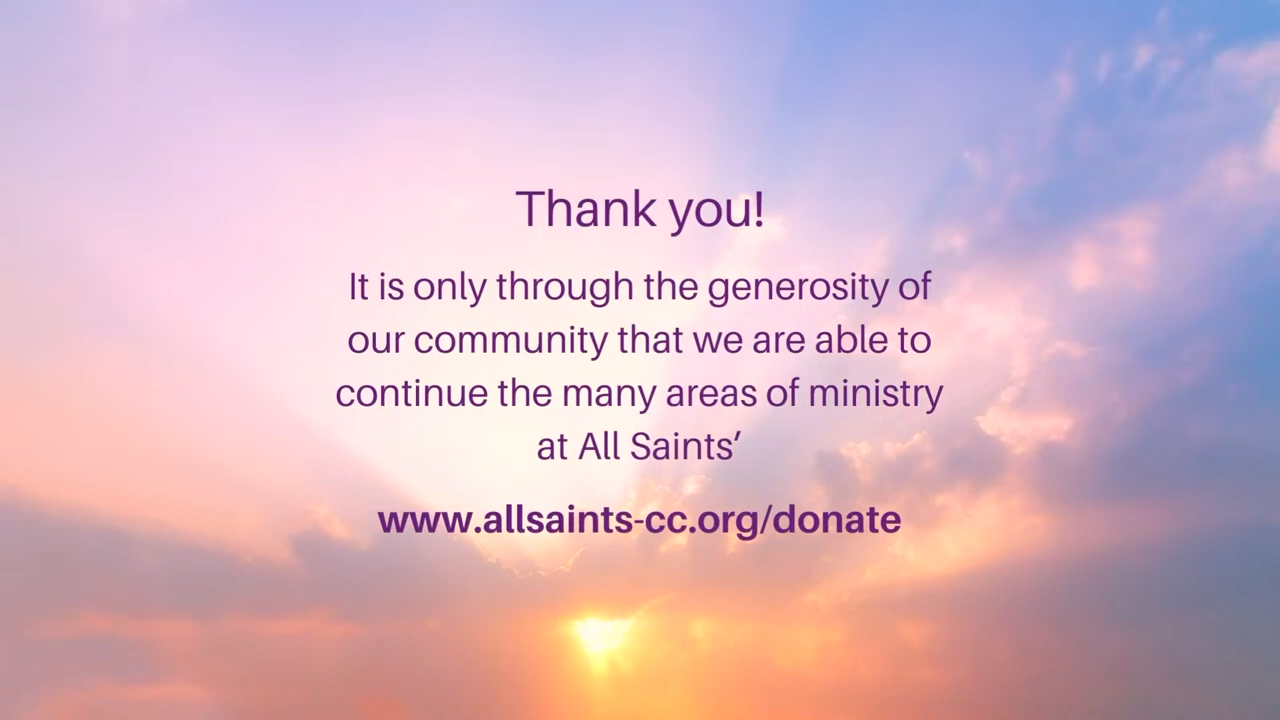 Thank you!
It is only through the generosity of
our community that we are able to
continue the many areas of ministry
at All Saints’
www.allsaints-cc.org/donate